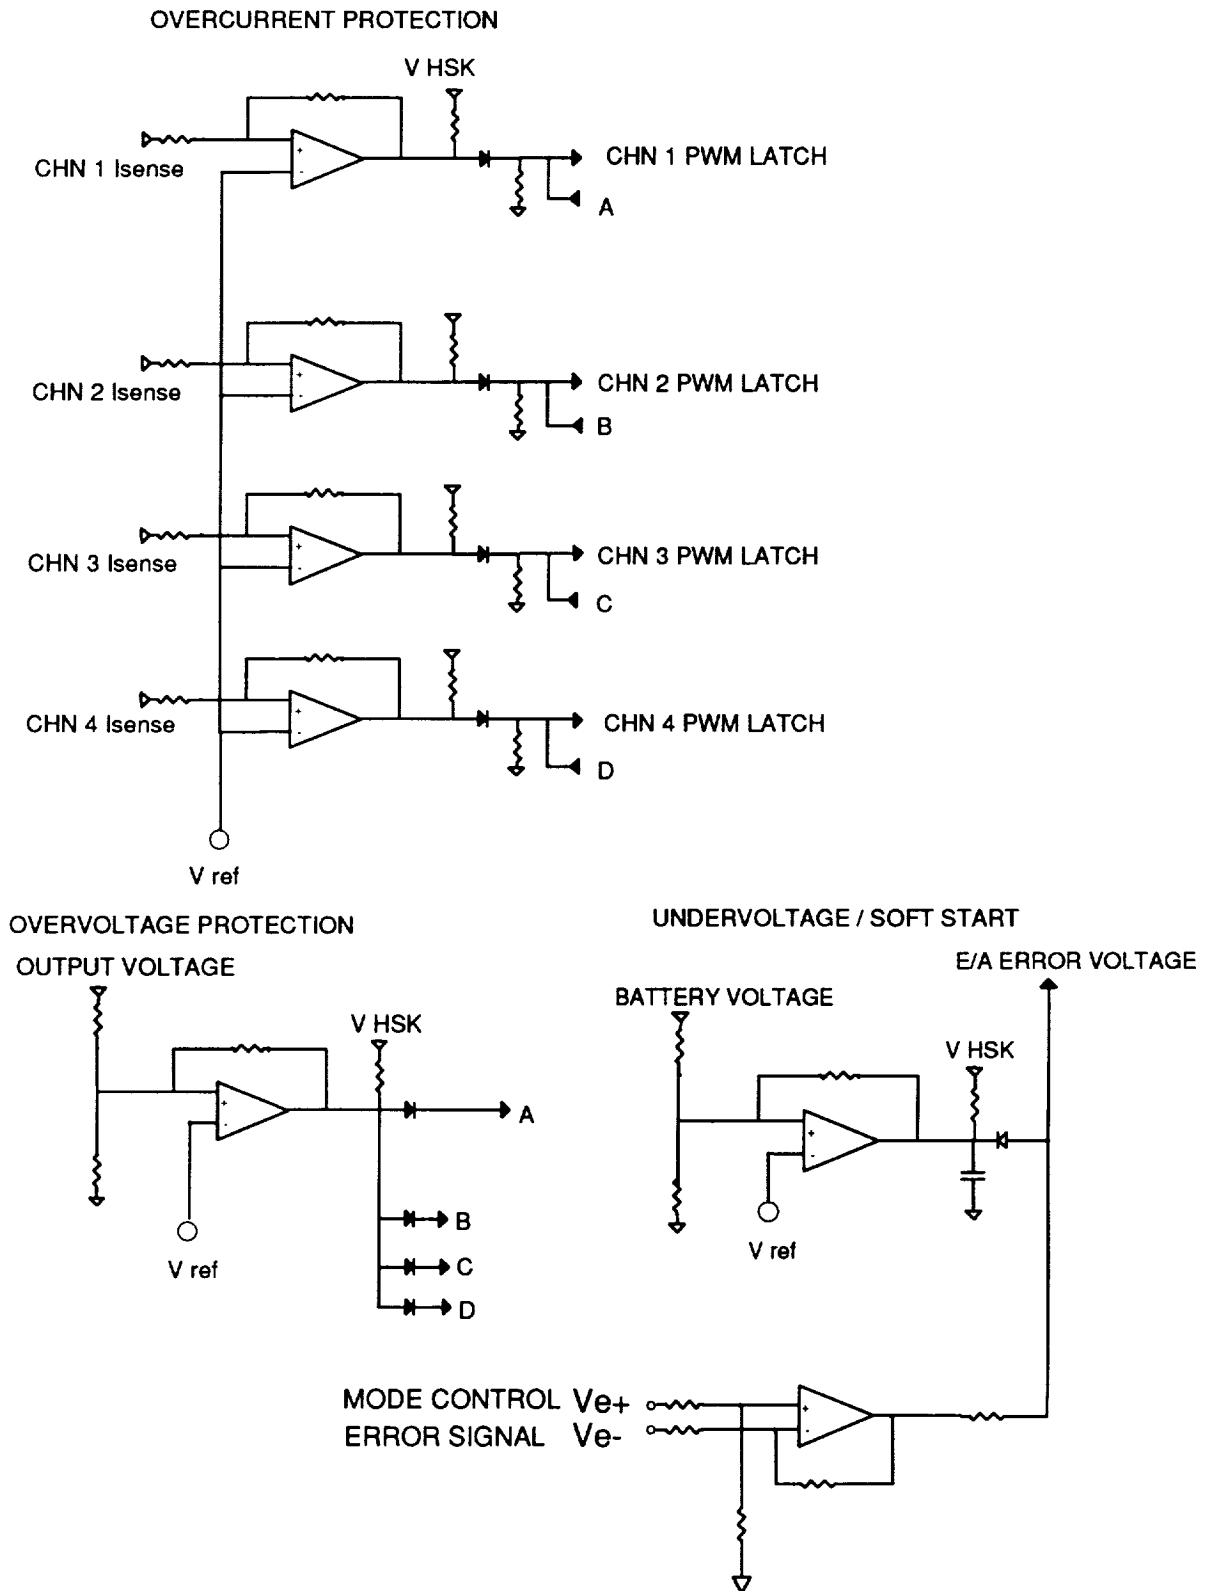 OVERCURRENT PROTECTION
V HSK
CHN 1 Isense
+
-
CHN 1 PWM LATCH
A
CHN 2 Isense
+
-
CHN 2 PWM LATCH
B
CHN 3 Isense
+
-
CHN 3 PWM LATCH
C
CHN 4 Isense
+
-
CHN 4 PWM LATCH
D
V ref
OVERVOLTAGE PROTECTION
OUTPUT VOLTAGE
V HSK
+
-
A
B
C
D
V ref
UNDERVOLTAGE / SOFT START
E/A ERROR VOLTAGE
BATTERY VOLTAGE
V HSK
+
-
V ref
MODE CONTROL Ve+
ERROR SIGNAL Ve-
+
-